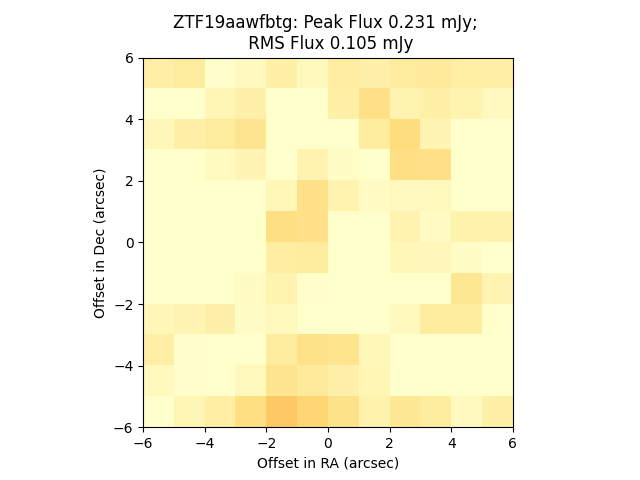 ZTF19aawfbtg: Peak Flux 0.231 mJy;
RMS Flux 0.105 mJy
6
4
2
0
−2
−4
−6
Offset in Dec (arcsec)
−6 −4 −2 0 2 4 6
Offset in RA (arcsec)